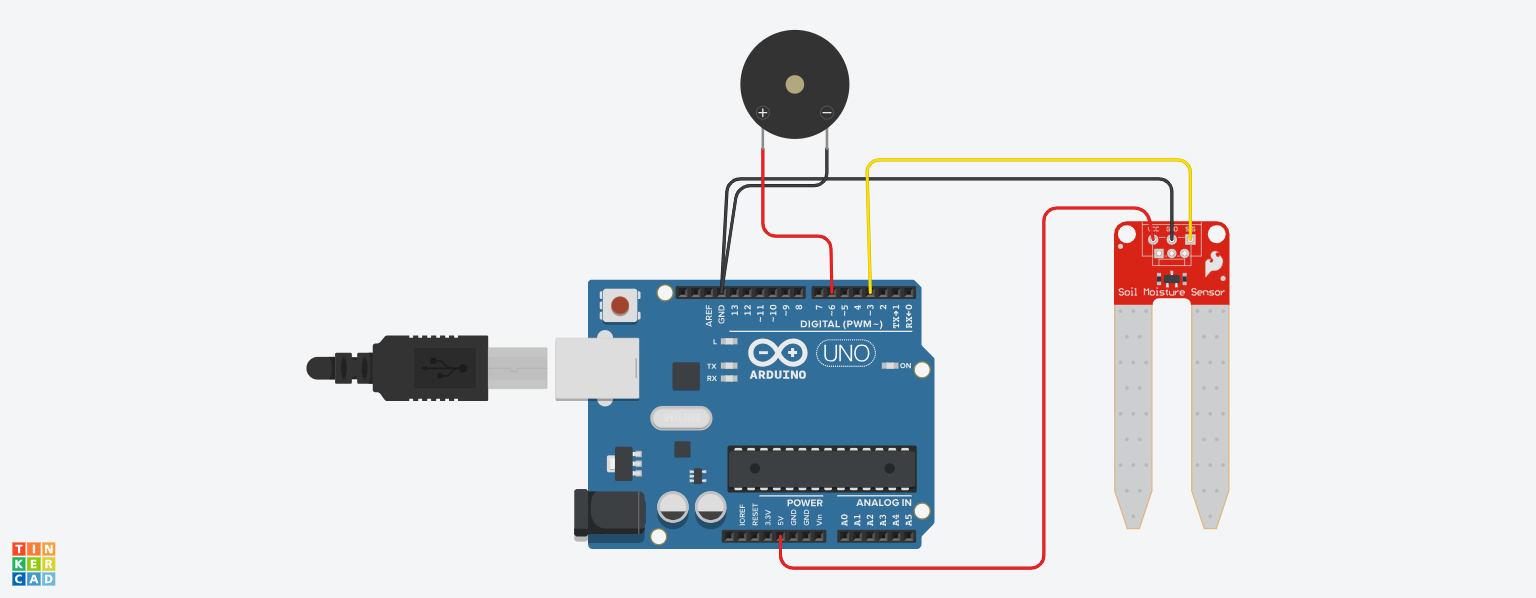 + −
VCC GND SIG
Soil Moisture Sensor
AREF
GND
13
12
~11
~10
~9
8
7
~6
~5
4
~3
2
TX→1
RX←0
DIGITAL (PWM~)
L
UNO
TX
RX
ON
ARDUINO
POWER
ANALOG IN
IOREF
RESET
3.3V
5V
GND
GND
Vin
A0
A1
A2
A3
A4
A5
TIN
KER
CAD